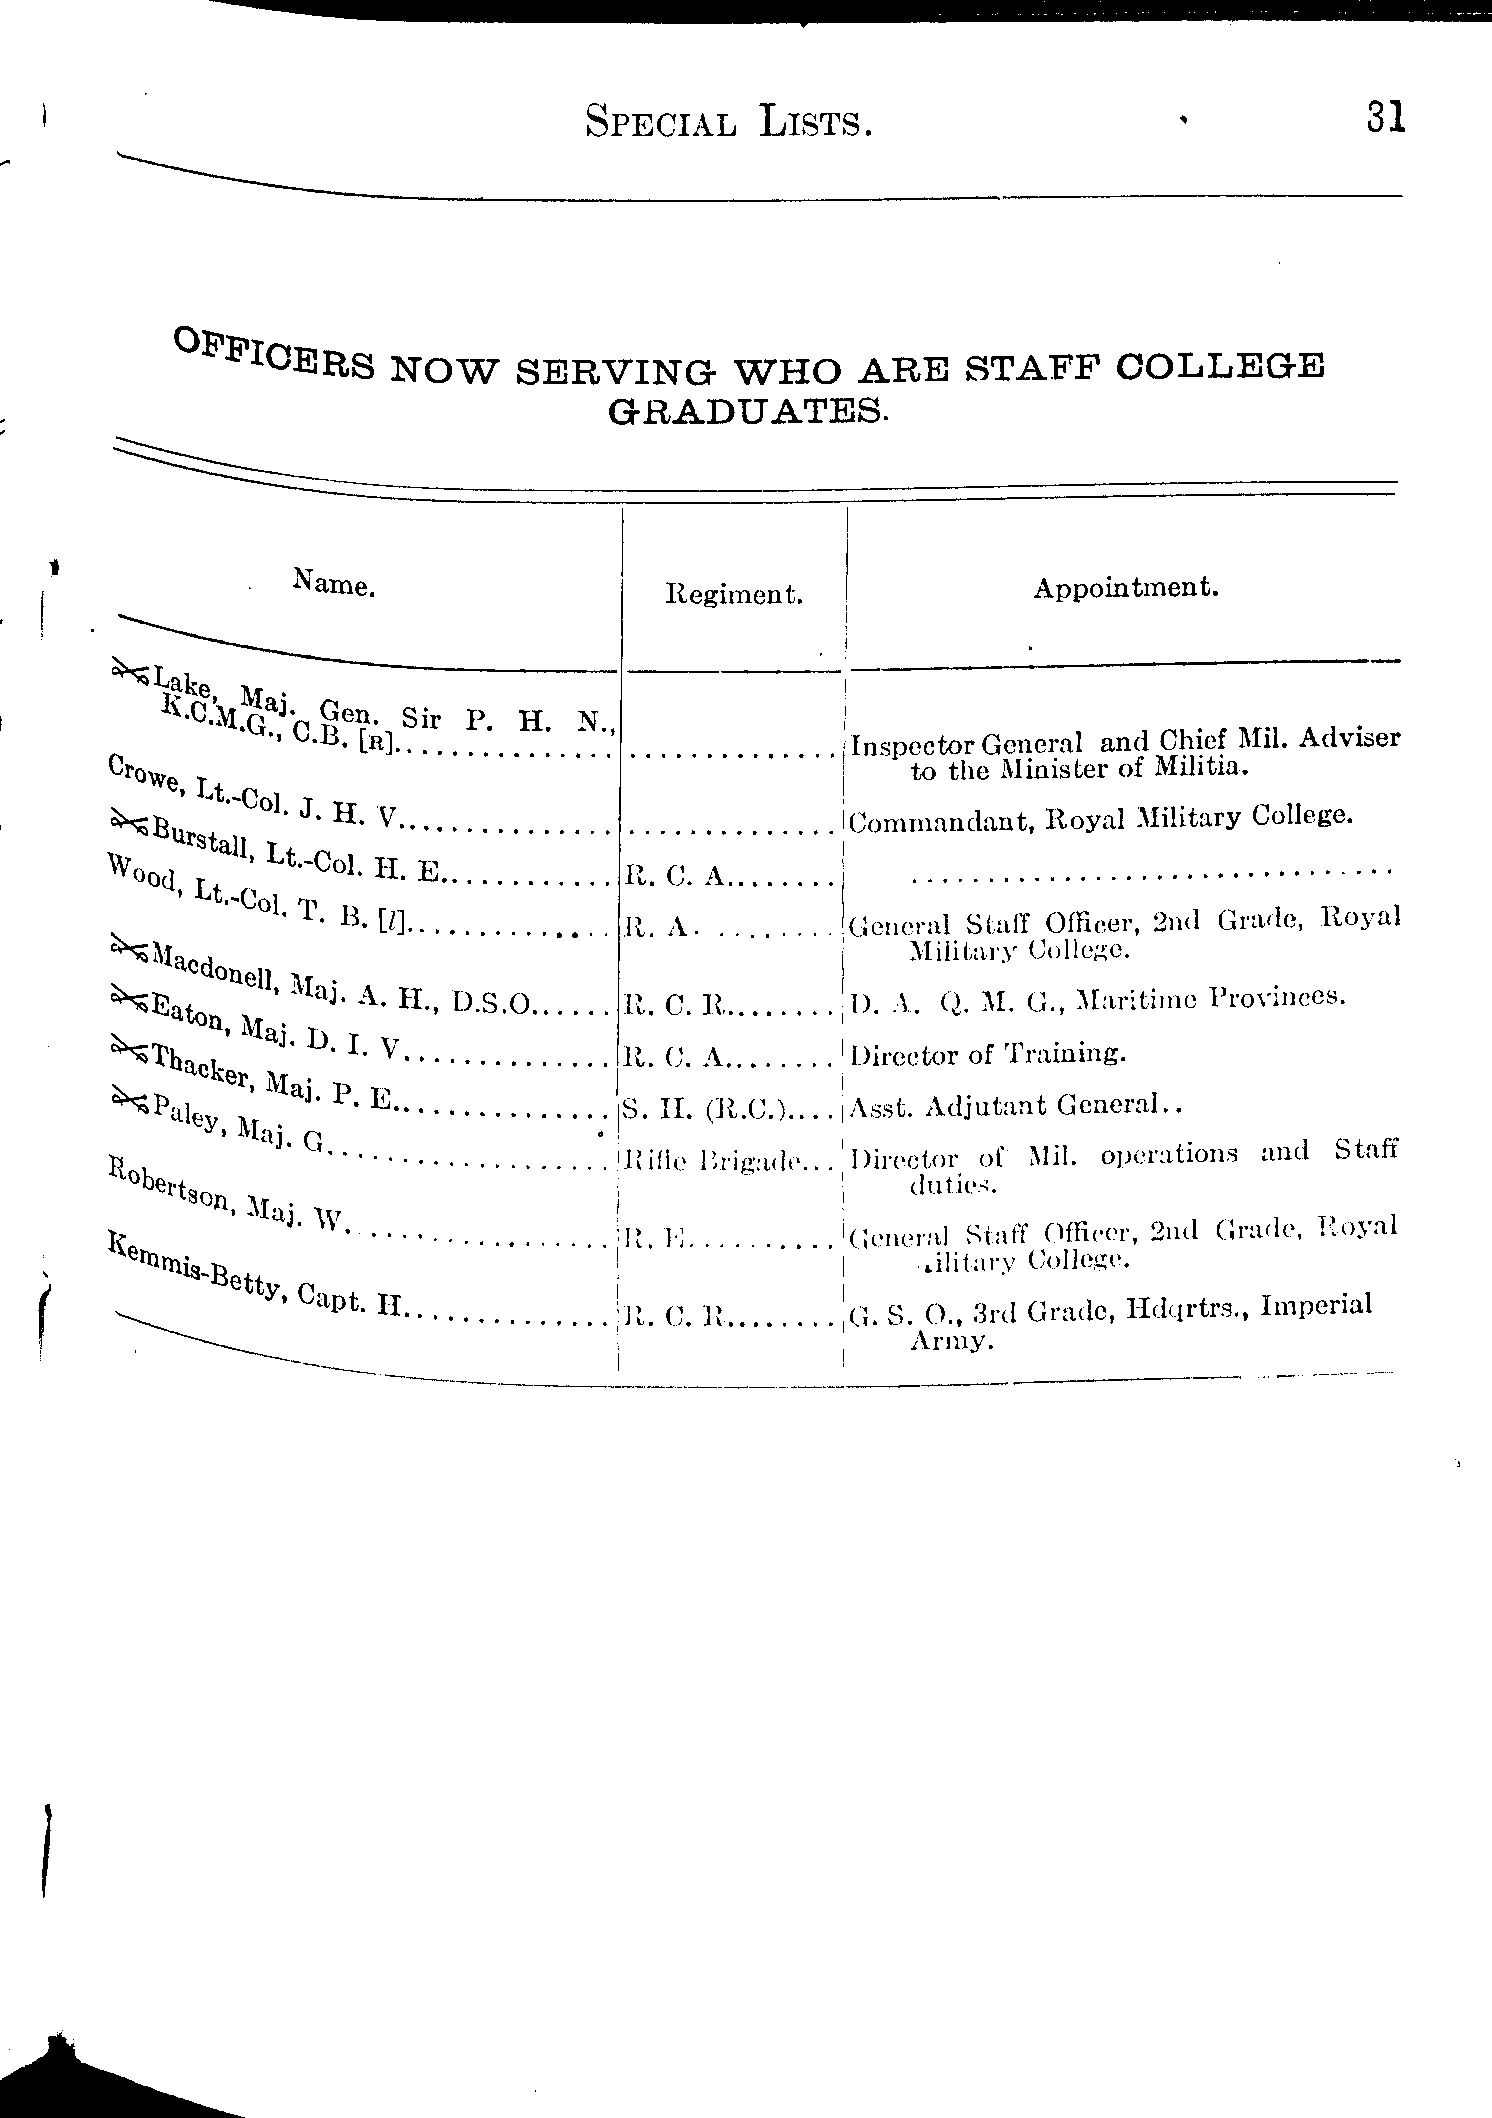 SPECIAL LISTS. 31
OFFICERS NOW SERVING WHO ARE STAFF COLLEGE
GRADUATES.
Name. Regiment. Appointment.
⚔Lake, Maj. Gen. Sir P. H. N.,
K.C.M.G., C.B. [R]........................... Inspector General and Chief Mil. Adviser
to the Minister of Militia.
Crowe, Lt.-Col. J. H. V........................... Commandant, Royal Military College.
⚔Burstall, Lt.-Col. H. E............ R. C. A........ ...............................
Wood, Lt.-Col. T. B. [l].............. R. A. ........ General Staff Officer, 2nd Grade, Royal
Military College.
⚔Macdonell, Maj. A. H., D.S.O...... R. C. R........ D. A. Q. M. G., Maritime Provinces.
⚔Eaton, Maj. D. I. V.............. R. C. A........ Director of Training.
⚔Thacker, Maj. P. E............... S. H. (R.C.).... Asst. Adjutant General..
⚔Paley, Maj. G................... Rifle Brigade... Director of Mil. operations and Staff
duties.
Robertson, Maj. W.................. R. E.......... General Staff Officer, 2nd Grade, Royal
ilitary College.
Kemmis-Betty, Capt. H.............. R. C. R........ G. S. O., 3rd Grade, Hdqrtrs., Imperial
Army.